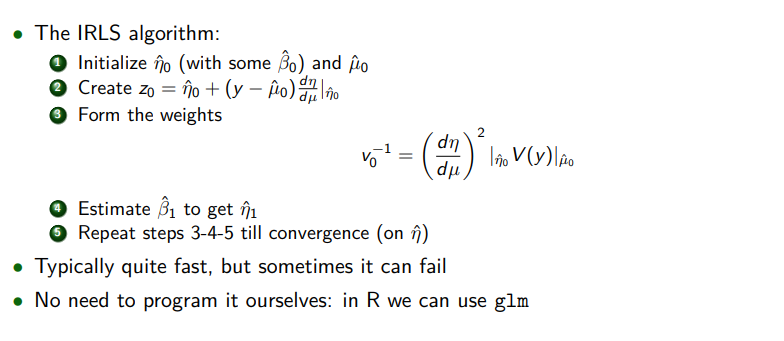 • The IRLS algorithm:
1 Initialize η̂₀ (with some β̂₀) and μ̂₀
2 Create z₀ = η̂₀ + (y − μ̂₀) dη/dμ |η̂₀
3 Form the weights
v₀⁻¹ = (dη/dμ)² |η̂₀ V(y)|μ̂₀
4 Estimate β̂₁ to get η̂₁
5 Repeat steps 3-4-5 till convergence (on η̂)
• Typically quite fast, but sometimes it can fail
• No need to program it ourselves: in R we can use glm